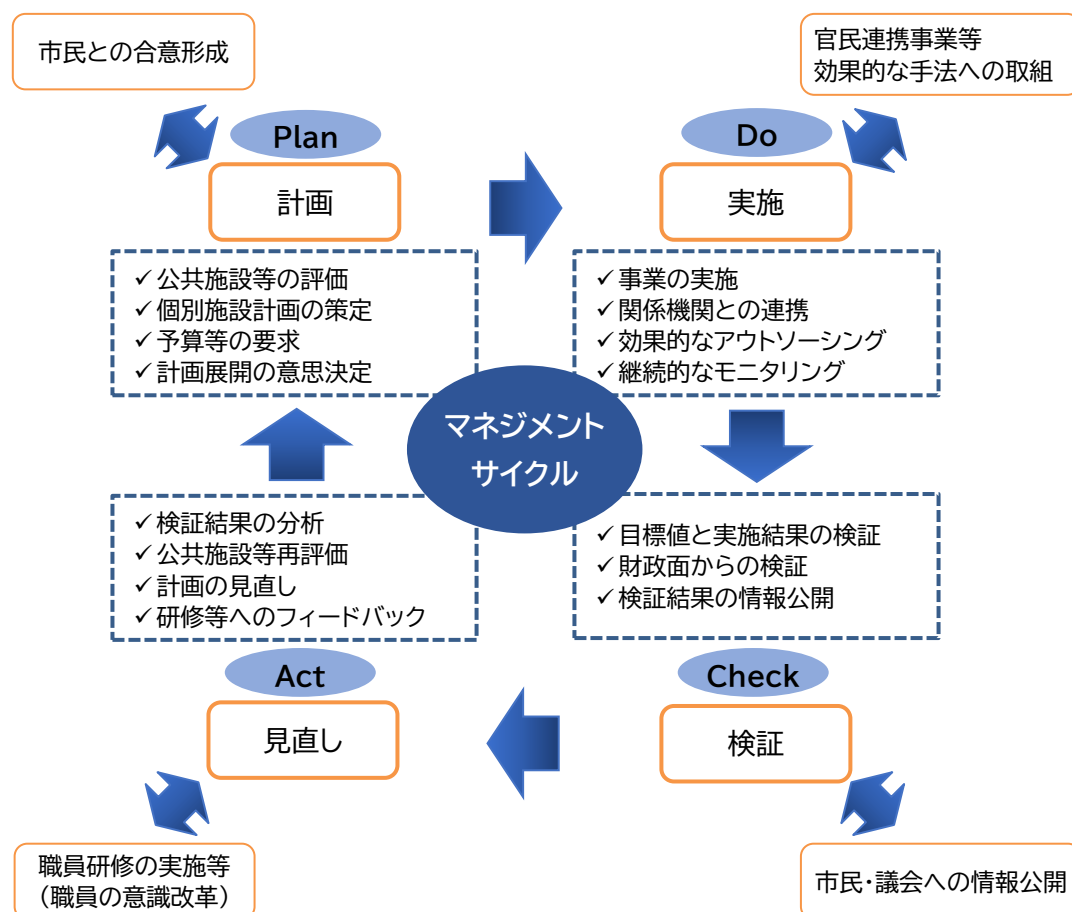 市民との合意形成
官民連携事業等
効果的な手法への取組
Plan
計画
Do
実施
✓公共施設等の評価
✓個別施設計画の策定
✓予算等の要求
✓計画展開の意思決定
✓事業の実施
✓関係機関との連携
✓効果的なアウトソーシング
✓継続的なモニタリング
マネジメント
サイクル
✓検証結果の分析
✓公共施設等再評価
✓計画の見直し
✓研修等へのフィードバック
✓目標値と実施結果の検証
✓財政面からの検証
✓検証結果の情報公開
Act
見直し
Check
検証
職員研修の実施等
（職員の意識改革）
市民・議会への情報公開